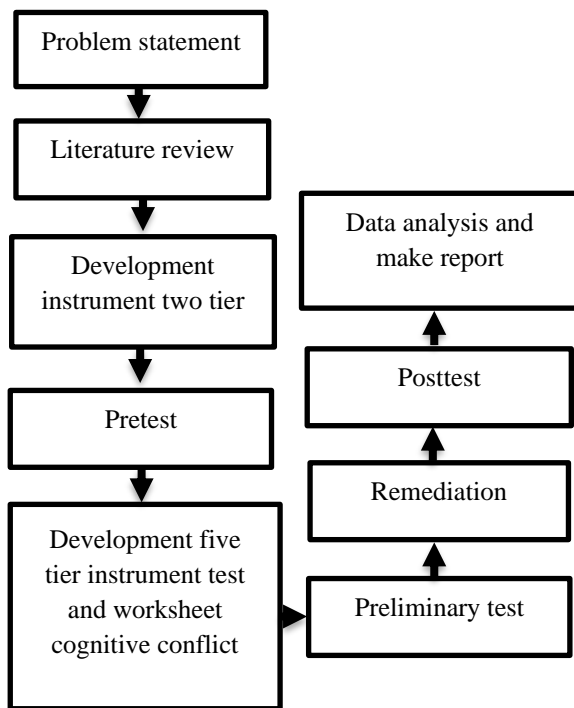 Problem statement
Literature review
Development
instrument two tier
Pretest
Development five
tier instrument test
and worksheet
cognitive conflict
Preliminary test
Remediation
Posttest
Data analysis and
make report